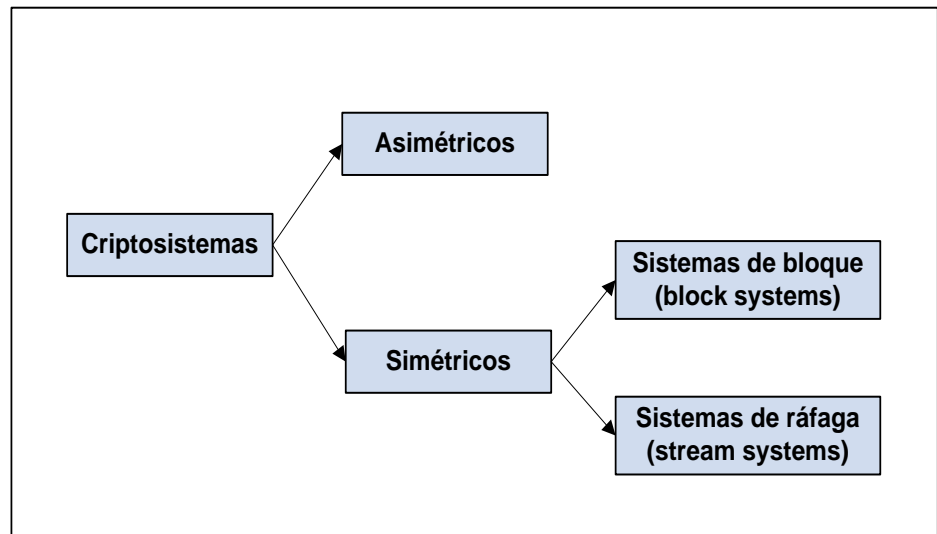 Asimétricos
Criptosistemas
Sistemas de bloque
(block systems)
Simétricos
Sistemas de ráfaga
(stream systems)